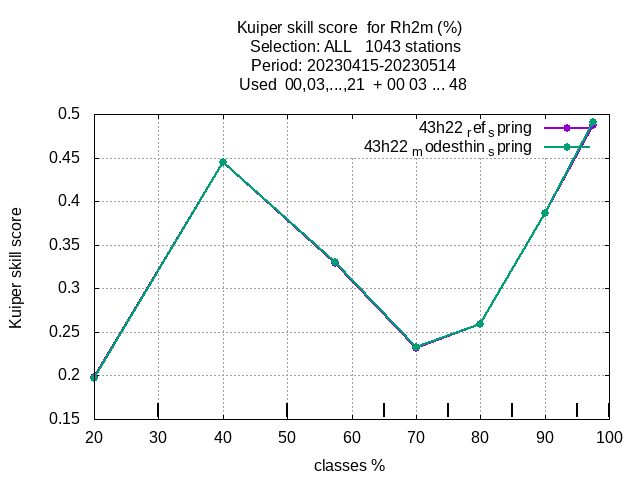 Kuiper skill score  for Rh2m (%)
Selection: ALL   1043 stations
Period: 20230415-20230514
Used  00,03,...,21  + 00 03 ... 48
43h22 ref spring
43h22 modesthin spring
0.5
0.45
0.4
0.35
0.3
0.25
0.2
0.15
Kuiper skill score
20 30 40 50 60 70 80 90 100
classes %